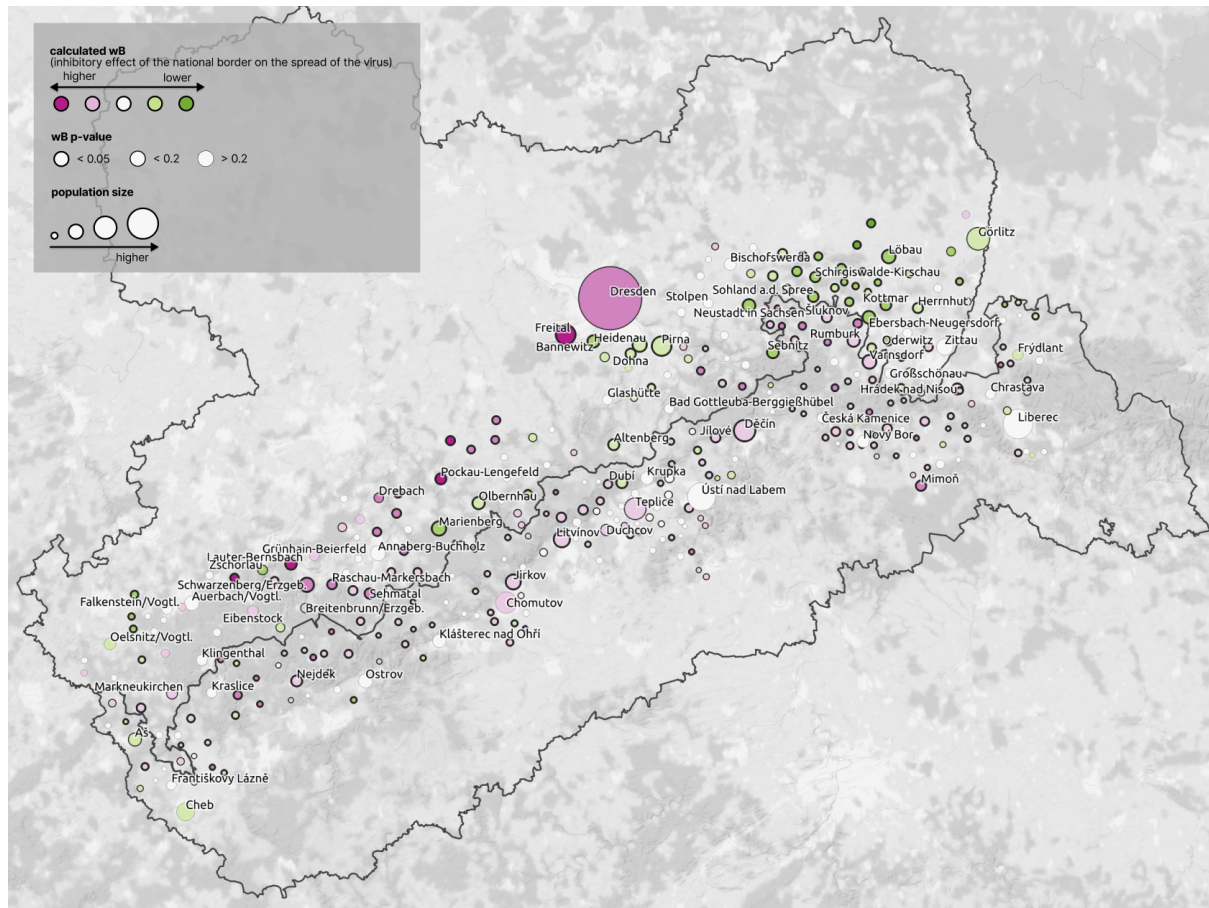 calculated wB
(inhibitory effect of the national border on the spread of the virus)
higher lower
wB p-value
< 0.05 < 0.2 > 0.2
population size
higher
Görlitz
Bischofswerda
Löbau
Schirgiswalde-Kirschau
Dresden
Stolpen
Sohland a.d. Spree
Kottmar
Herrnhut
Neustadt in Sachsen
Šluknov
Ebersbach-Neugersdorf
Freital
Heidenau
Pirna
Rumburk
Oderwitz
Zittau
Bannewitz
Sebnitz
Varnsdorf
Frýdlant
Dohna
Großschönau
Glashütte
Hrádek nad Nisou
Chrastava
Bad Gottleuba-Berggießhübel
Česká Kamenice
Liberec
Děčín
Jílové
Nový Bor
Altenberg
Pockau-Lengefeld
Dubí
Krupka
Mimoň
Drebach
Olbernhau
Ústí nad Labem
Teplice
Marienberg
Litvínov
Duchcov
Grünhain-Beierfeld
Annaberg-Buchholz
Lauter-Bernsbach
Zschorlau
Schwarzenberg/Erzgeb.
Raschau-Markersbach
Jirkov
Auerbach/Vogtl.
Sehmatal
Falkenstein/Vogtl.
Breitenbrunn/Erzgeb.
Chomutov
Eibenstock
Oelsnitz/Vogtl.
Klášterec nad Ohří
Klingenthal
Nejdek
Ostrov
Markneukirchen
Kraslice
Aš
Františkovy Lázně
Cheb